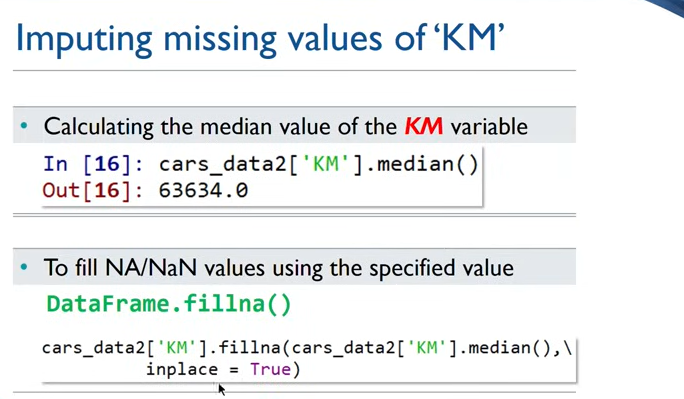 Imputing missing values of ‘KM’
• Calculating the median value of the KM variable
In [16]: cars_data2['KM'].median()
Out[16]: 63634.0
• To fill NA/NaN values using the specified value
DataFrame.fillna()
cars_data2['KM'].fillna(cars_data2['KM'].median(),\
inplace = True)